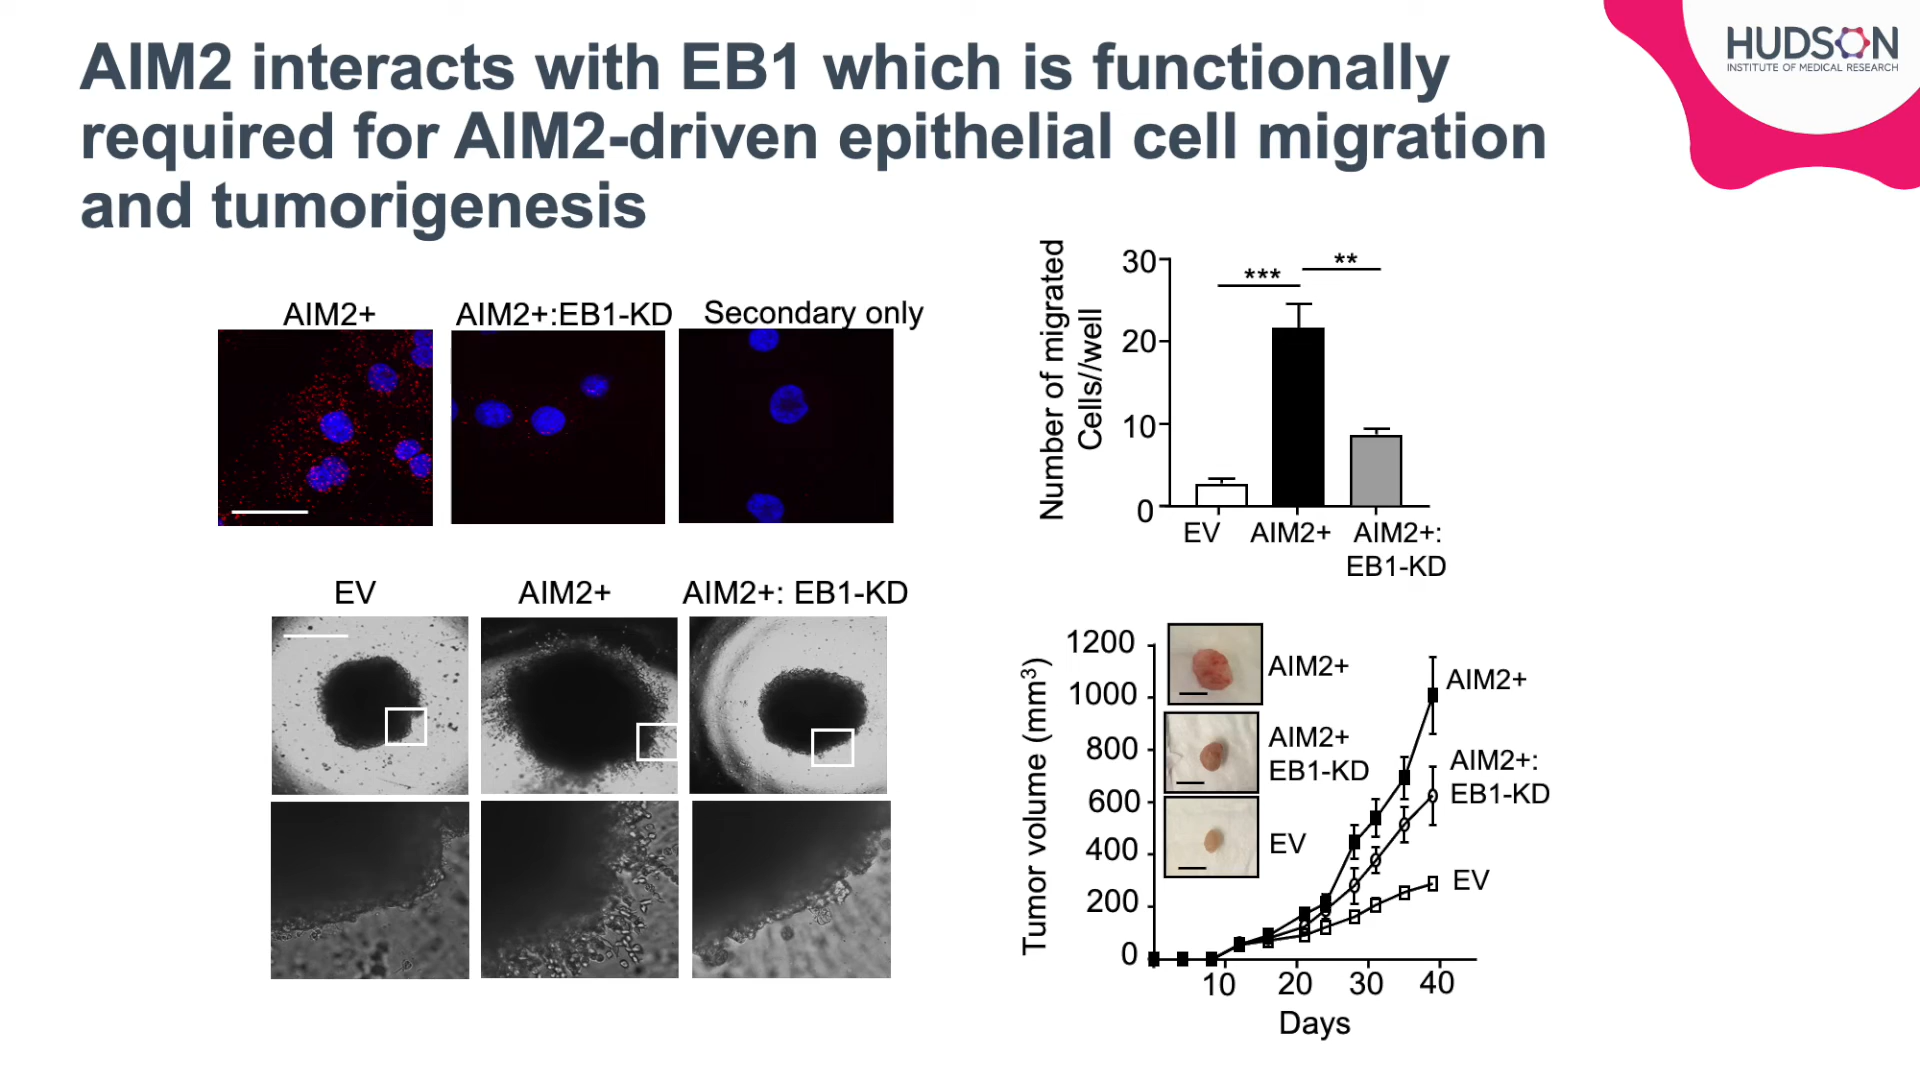 AIM2 interacts with EB1 which is functionally
required for AIM2-driven epithelial cell migration
and tumorigenesis
HUDSON
INSTITUTE OF MEDICAL RESEARCH
AIM2+
AIM2+:EB1-KD
Secondary only
EV
AIM2+
AIM2+: EB1-KD
Number of migrated
Cells//well
30
20
10
0
***
**
EV
AIM2+
AIM2+:
EB1-KD
Tumor volume (mm³)
1200
1000
800
600
400
200
0
AIM2+
AIM2+
EB1-KD
EV
AIM2+
AIM2+:
EB1-KD
EV
10
20
30
40
Days